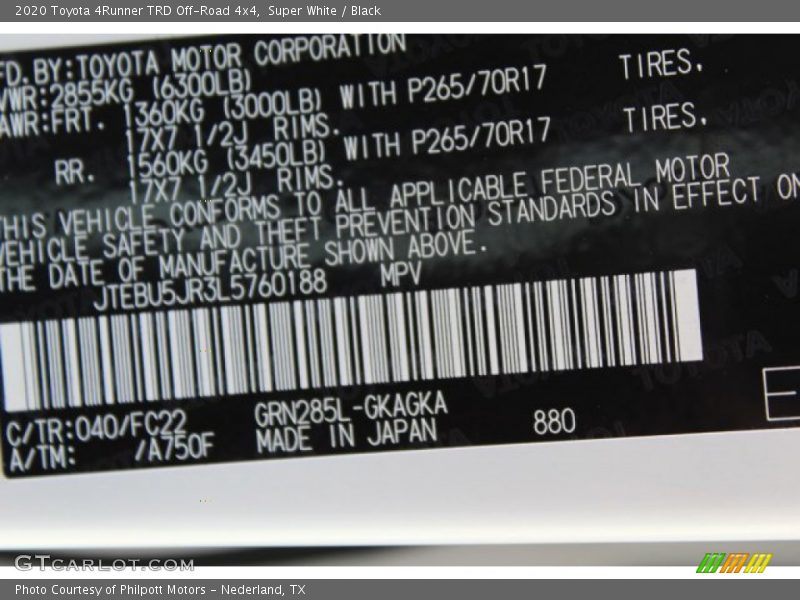 2020 Toyota 4Runner TRD Off-Road 4x4, Super White / Black
FD. BY:TOYOTA MOTOR CORPORATION
VWR:2855KG (6300LB)
AWR:FRT. 1360KG (3000LB) WITH P265/70R17 TIRES.
17X7 1/2J RIMS.
RR. 1560KG (3450LB) WITH P265/70R17 TIRES.
17X7 1/2J RIMS.
THIS VEHICLE CONFORMS TO ALL APPLICABLE FEDERAL MOTOR
VEHICLE SAFETY AND THEFT PREVENTION STANDARDS IN EFFECT ON
THE DATE OF MANUFACTURE SHOWN ABOVE.
JTEBU5JR3L5760188 MPV
C/TR:040/FC22 GRN285L-GKAGKA 880
A/TM: /A750F MADE IN JAPAN
GTCARLOT.COM
Photo Courtesy of Philpott Motors - Nederland, TX